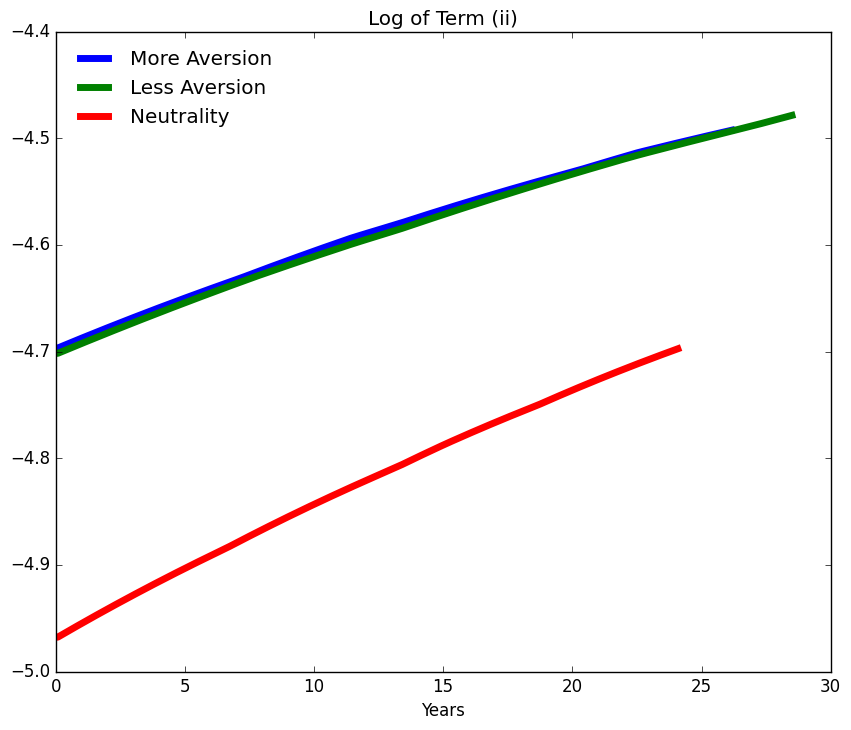 Log of Term (ii)
More Aversion
Less Aversion
Neutrality
−4.4
−4.5
−4.6
−4.7
−4.8
−4.9
−5.0
0 5 10 15 20 25 30
Years